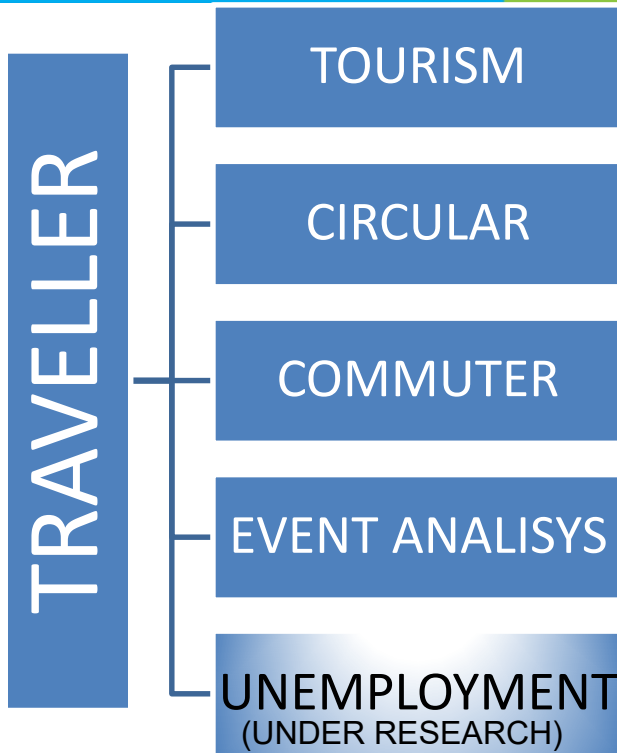 TRAVELLER
TOURISM
CIRCULAR
COMMUTER
EVENT ANALISYS
UNEMPLOYMENT
(UNDER RESEARCH)